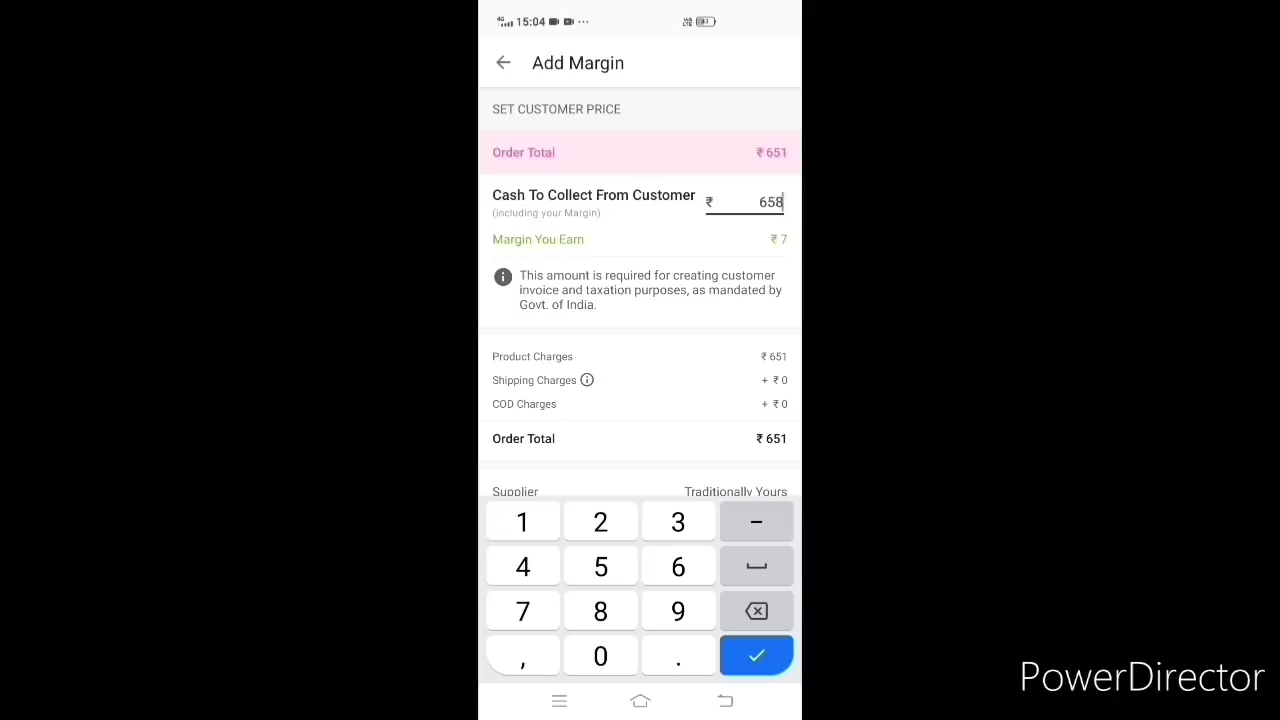 4G 15:04 ...
Add Margin
SET CUSTOMER PRICE
Order Total ₹ 651
Cash To Collect From Customer ₹ 658
(including your Margin)
Margin You Earn ₹ 7
This amount is required for creating customer
invoice and taxation purposes, as mandated by
Govt. of India.
Product Charges ₹ 651
Shipping Charges + ₹ 0
COD Charges + ₹ 0
Order Total ₹ 651
Supplier Traditionally Yours
1 2 3 -
4 5 6
7 8 9
, 0 .
PowerDirector